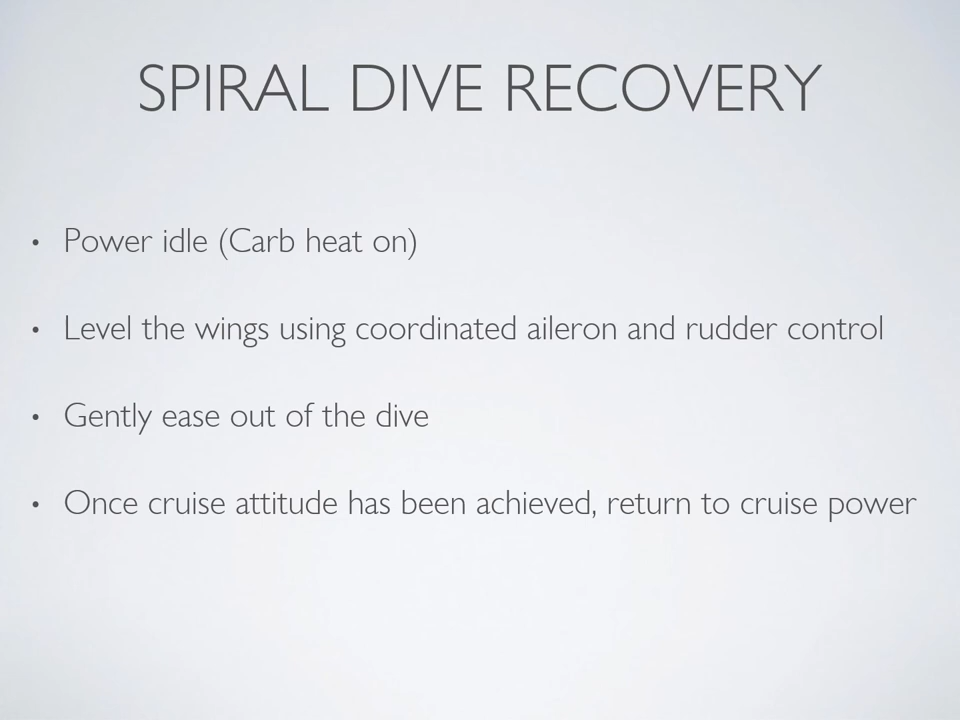 SPIRAL DIVE RECOVERY
• Power idle (Carb heat on)
• Level the wings using coordinated aileron and rudder control
• Gently ease out of the dive
• Once cruise attitude has been achieved, return to cruise power